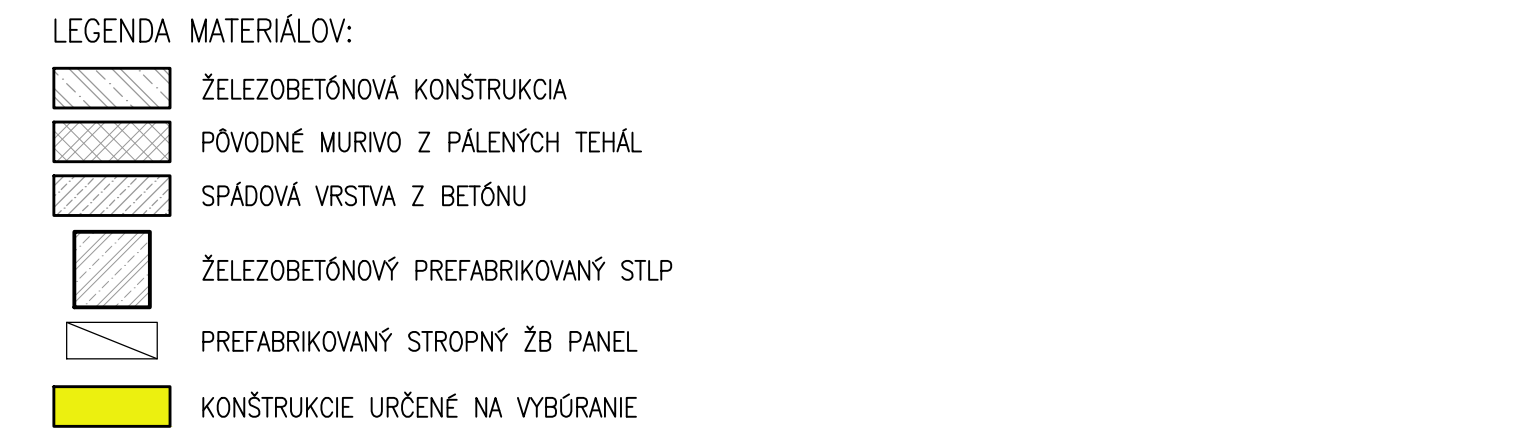 LEGENDA MATERIÁLOV:
ŽELEZOBETÓNOVÁ KONŠTRUKCIA
PÔVODNÉ MURIVO Z PÁLENÝCH TEHÁL
SPÁDOVÁ VRSTVA Z BETÓNU
ŽELEZOBETÓNOVÝ PREFABRIKOVANÝ STLP
PREFABRIKOVANÝ STROPNÝ ŽB PANEL
KONŠTRUKCIE URČENÉ NA VYBÚRANIE